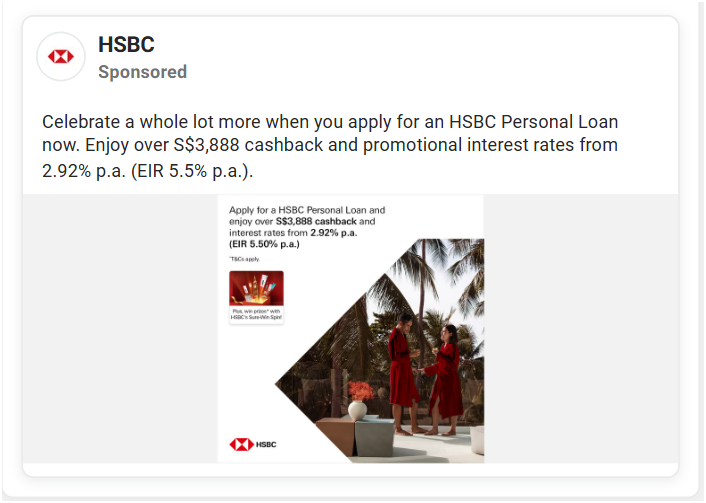 HSBC
Sponsored
Celebrate a whole lot more when you apply for an HSBC Personal Loan
now. Enjoy over S$3,888 cashback and promotional interest rates from
2.92% p.a. (EIR 5.5% p.a.).
Apply for a HSBC Personal Loan and
enjoy over S$3,888 cashback and
interest rates from 2.92% p.a.
(EIR 5.50% p.a.)
*T&Cs apply.
Plus, win prizes* with
HSBC's Sure-Win Spin!
HSBC